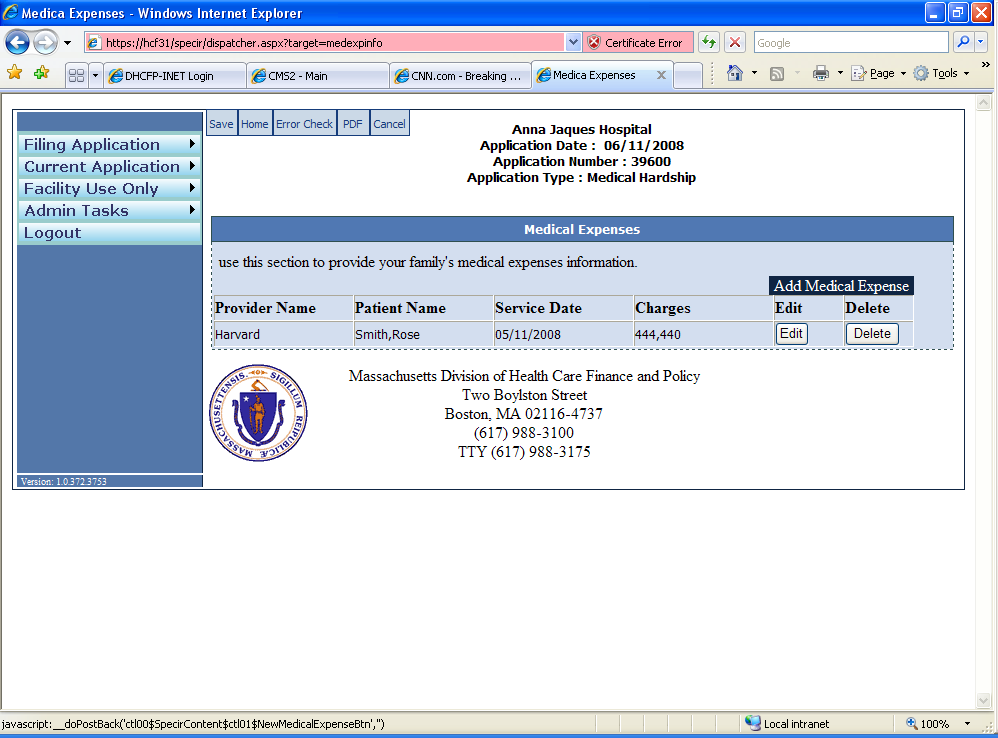 Medica Expenses - Windows Internet Explorer
https://hcf31/specir/dispatcher.aspx?target=medexpinfo
Certificate Error
Google
DHCFP-INET Login
CMS2 - Main
CNN.com - Breaking ...
Medica Expenses
Page
Tools
Save Home Error Check PDF Cancel
Filing Application
Current Application
Facility Use Only
Admin Tasks
Logout
Version: 1.0.372.3753
Anna Jaques Hospital
Application Date : 06/11/2008
Application Number : 39600
Application Type : Medical Hardship
Medical Expenses
use this section to provide your family's medical expenses information.
Add Medical Expense
Provider Name Patient Name Service Date Charges Edit Delete
Harvard Smith,Rose 05/11/2008 444,440 Edit Delete
SIGILLUM REIPUBLICÆ MASSACHUSETTENSIS
Massachusetts Division of Health Care Finance and Policy
Two Boylston Street
Boston, MA 02116-4737
(617) 988-3100
TTY (617) 988-3175
javascript:__doPostBack('ctl00$SpecirContent$ctl01$NewMedicalExpenseBtn','')
Local intranet
100%